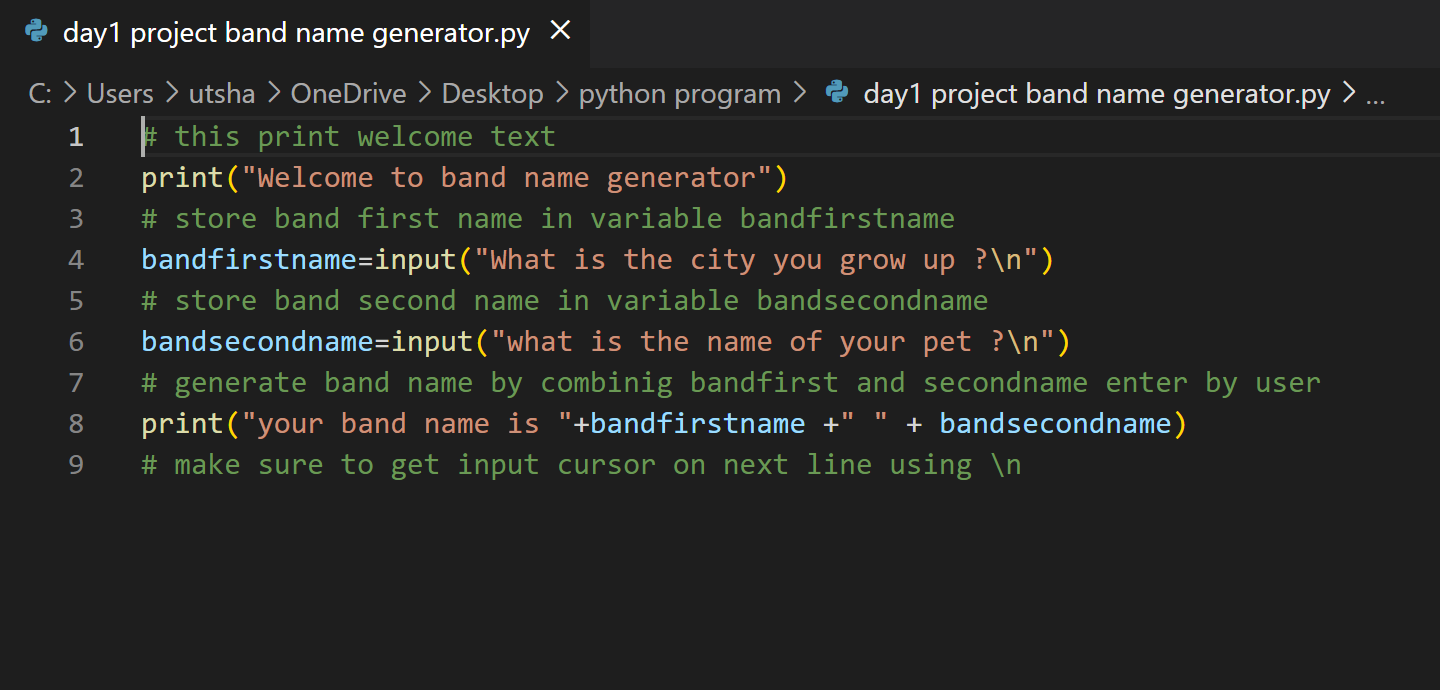 day1 project band name generator.py
C: > Users > utsha > OneDrive > Desktop > python program > day1 project band name generator.py > ...
1 # this print welcome text
2 print("Welcome to band name generator")
3 # store band first name in variable bandfirstname
4 bandfirstname=input("What is the city you grow up ?\n")
5 # store band second name in variable bandsecondname
6 bandsecondname=input("what is the name of your pet ?\n")
7 # generate band name by combinig bandfirst and secondname enter by user
8 print("your band name is "+bandfirstname +" " + bandsecondname)
9 # make sure to get input cursor on next line using \n